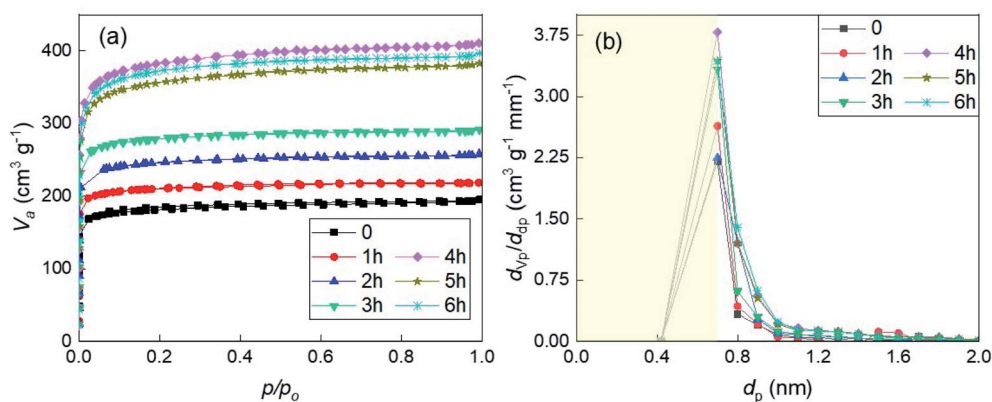 (a)
400
300
200
100
0
0.0 0.2 0.4 0.6 0.8 1.0
Vₐ (cm³ g⁻¹)
p/pₒ
0
1h 4h
2h 5h
3h 6h
(b)
3.75
3.00
2.25
1.50
0.75
0.00
0.0 0.4 0.8 1.2 1.6 2.0
d_Vp/d_dp (cm³ g⁻¹ mm⁻¹)
d_p (nm)
0
1h 4h
2h 5h
3h 6h